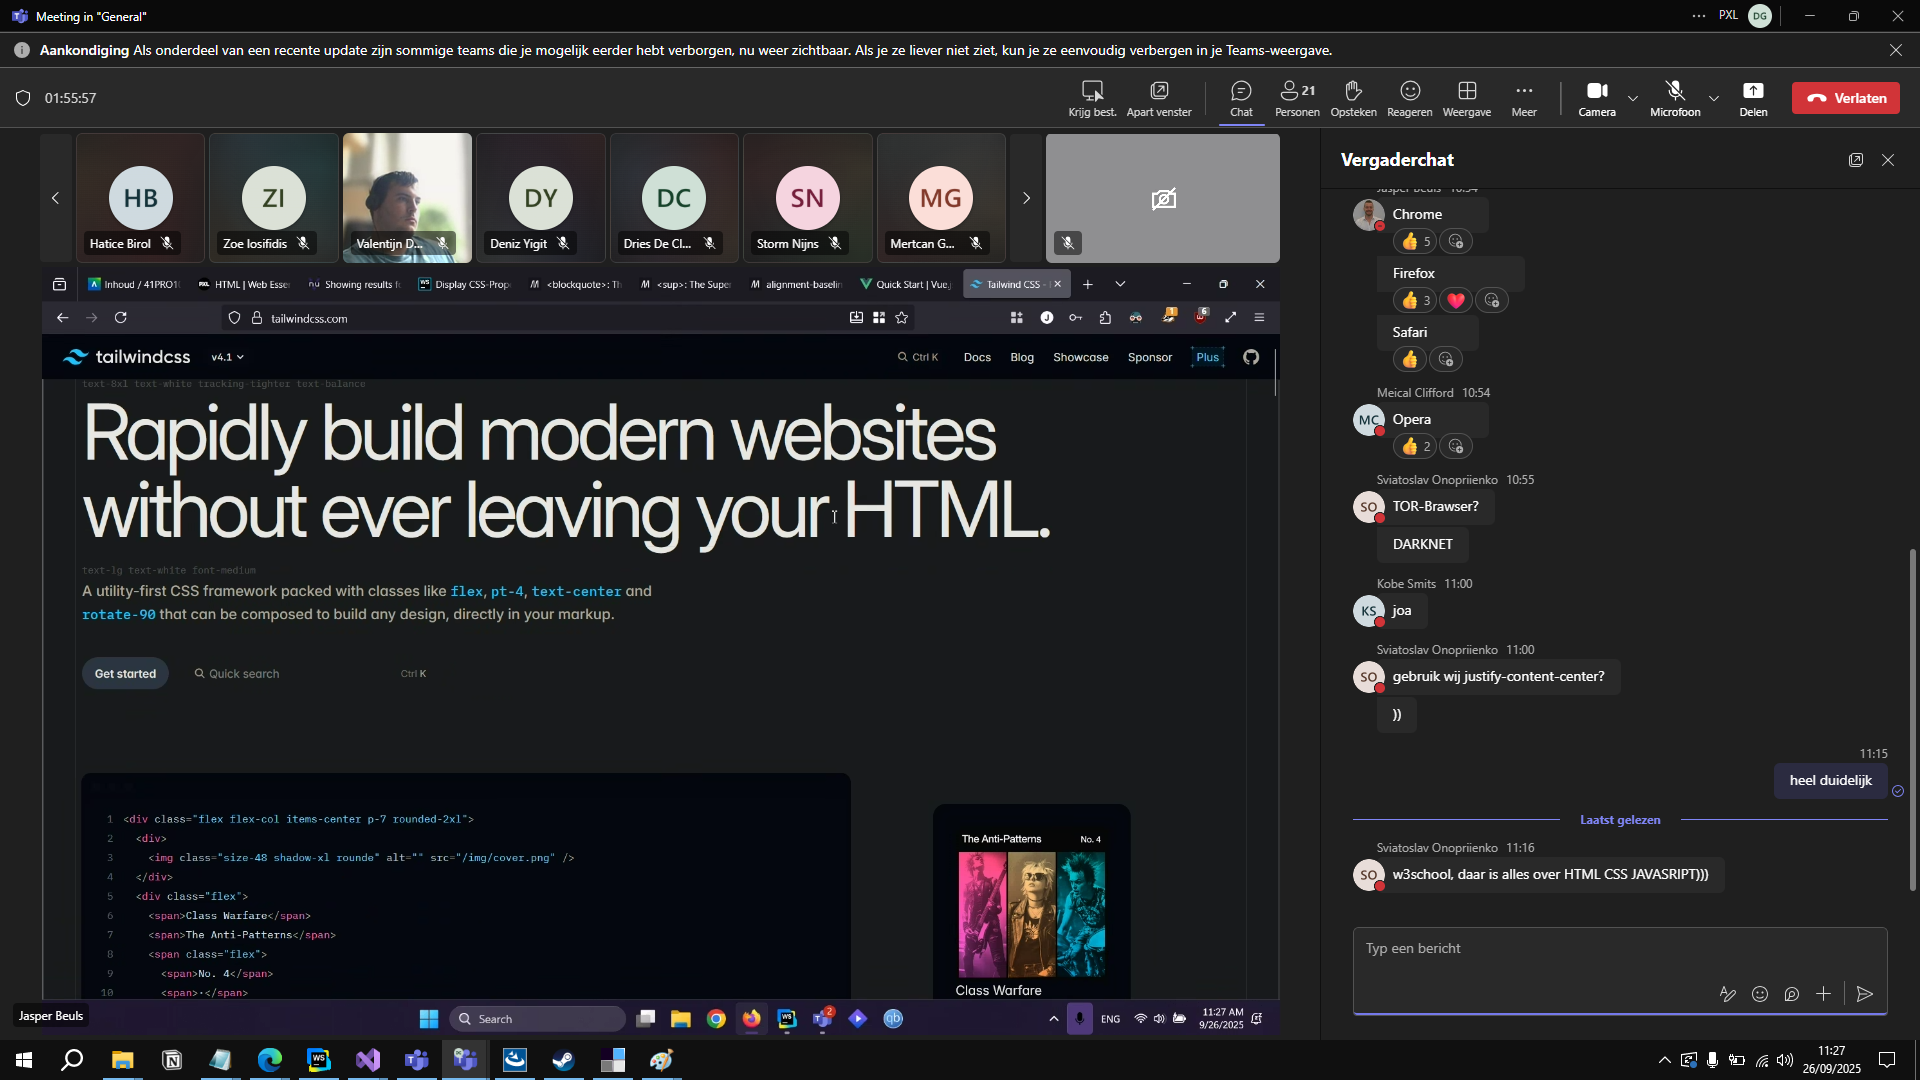 Meeting in "General"
PXL
DG
Aankondiging Als onderdeel van een recente update zijn sommige teams die je mogelijk eerder hebt verborgen, nu weer zichtbaar. Als je ze liever niet ziet, kun je ze eenvoudig verbergen in je Teams-weergave.
01:55:57
Krijg best.
Apart venster
Chat
21
Personen
Opsteken
Reageren
Weergave
Meer
Camera
Microfoon
Delen
Verlaten
HB
Hatice Birol
ZI
Zoe Iosifidis
Valentijn D...
DY
Deniz Yigit
DC
Dries De Cl...
SN
Storm Nijns
MG
Mertcan G...
Inhoud / 41PRO1
HTML | Web Esse
Showing results f
Display CSS-Prop
<blockquote>: Th
<sup>: The Super
alignment-baselin
Quick Start | Vue.j
Tailwind CSS -
tailwindcss.com
1
6
tailwindcss
v4.1
Ctrl K
Docs
Blog
Showcase
Sponsor
Plus
text-8xl text-white tracking-tighter text-balance
Rapidly build modern websites
without ever leaving your HTML.
text-lg text-white font-medium
A utility-first CSS framework packed with classes like flex, pt-4, text-center and
rotate-90 that can be composed to build any design, directly in your markup.
Get started
Quick search
Ctrl K
1 <div class="flex flex-col items-center p-7 rounded-2xl">
2 <div>
3 <img class="size-48 shadow-xl rounde" alt="" src="/img/cover.png" />
4 </div>
5 <div class="flex">
6 <span>Class Warfare</span>
7 <span>The Anti-Patterns</span>
8 <span class="flex">
9 <span>No. 4</span>
10 <span>·</span>
The Anti-Patterns
No. 4
Class Warfare
Jasper Beuls
Search
2
ENG
11:27 AM
9/26/2025
Vergaderchat
Jasper Beuls 10:54
Chrome
5
Firefox
3
Safari
Meical Clifford 10:54
MC
Opera
2
Sviatoslav Onopriienko 10:55
SO
TOR-Brawser?
DARKNET
Kobe Smits 11:00
KS
joa
Sviatoslav Onopriienko 11:00
SO
gebruik wij justify-content-center?
))
11:15
heel duidelijk
Laatst gelezen
Sviatoslav Onopriienko 11:16
SO
w3school, daar is alles over HTML CSS JAVASRIPT)))
Typ een bericht
11:27
26/09/2025